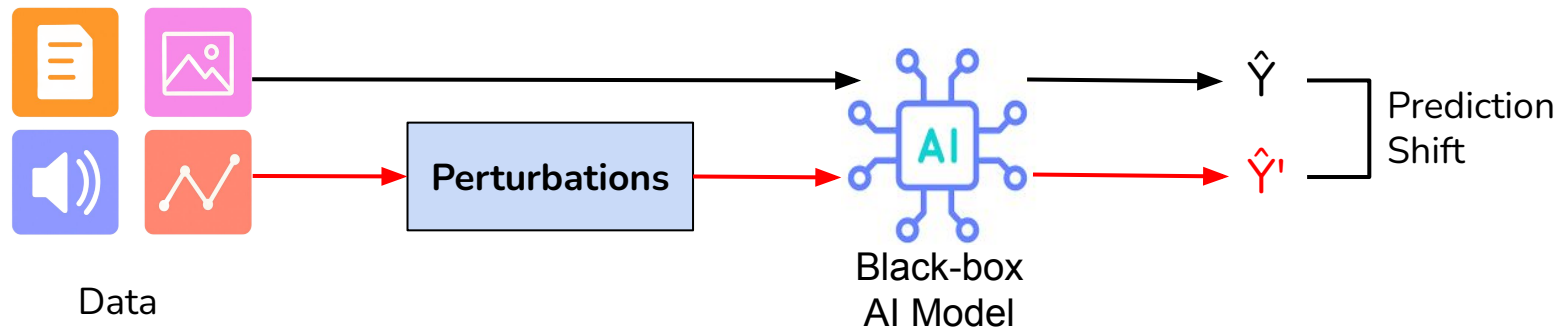 Data
Perturbations
AI
Black-box
AI Model
Ŷ
Ŷ'
Prediction
Shift